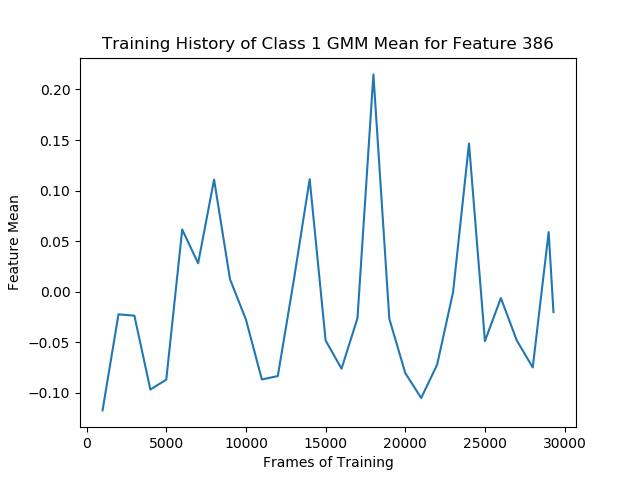 Training History of Class 1 GMM Mean for Feature 386
0.20
0.15
0.10
0.05
0.00
−0.05
−0.10
Feature Mean
0 5000 10000 15000 20000 25000 30000
Frames of Training